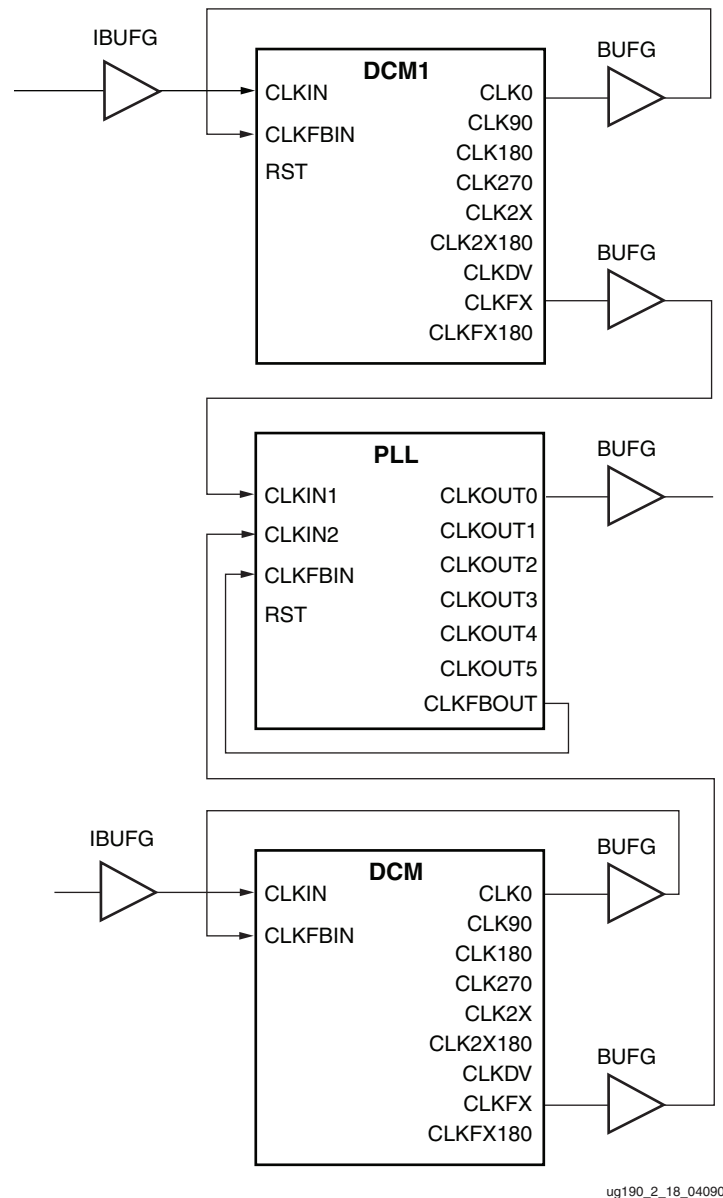 IBUFG
BUFG
DCM1
CLKIN
CLKFBIN
RST
CLK0
CLK90
CLK180
CLK270
CLK2X
CLK2X180
CLKDV
CLKFX
CLKFX180
BUFG
PLL
CLKIN1
CLKIN2
CLKFBIN
RST
CLKOUT0
CLKOUT1
CLKOUT2
CLKOUT3
CLKOUT4
CLKOUT5
CLKFBOUT
BUFG
IBUFG
BUFG
DCM
CLKIN
CLKFBIN
CLK0
CLK90
CLK180
CLK270
CLK2X
CLK2X180
CLKDV
CLKFX
CLKFX180
BUFG
ug190_2_18_04090